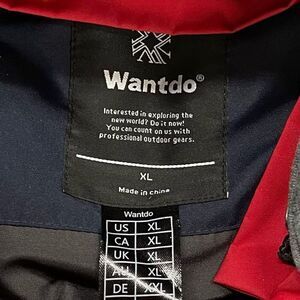 Wantdo®
Interested in exploring the
new world? Do it now!
You can count on us with
professional outdoor gears.
XL
Made in china
Wantdo
US XL
CA XL
UK XL
AU XL
DE XXL